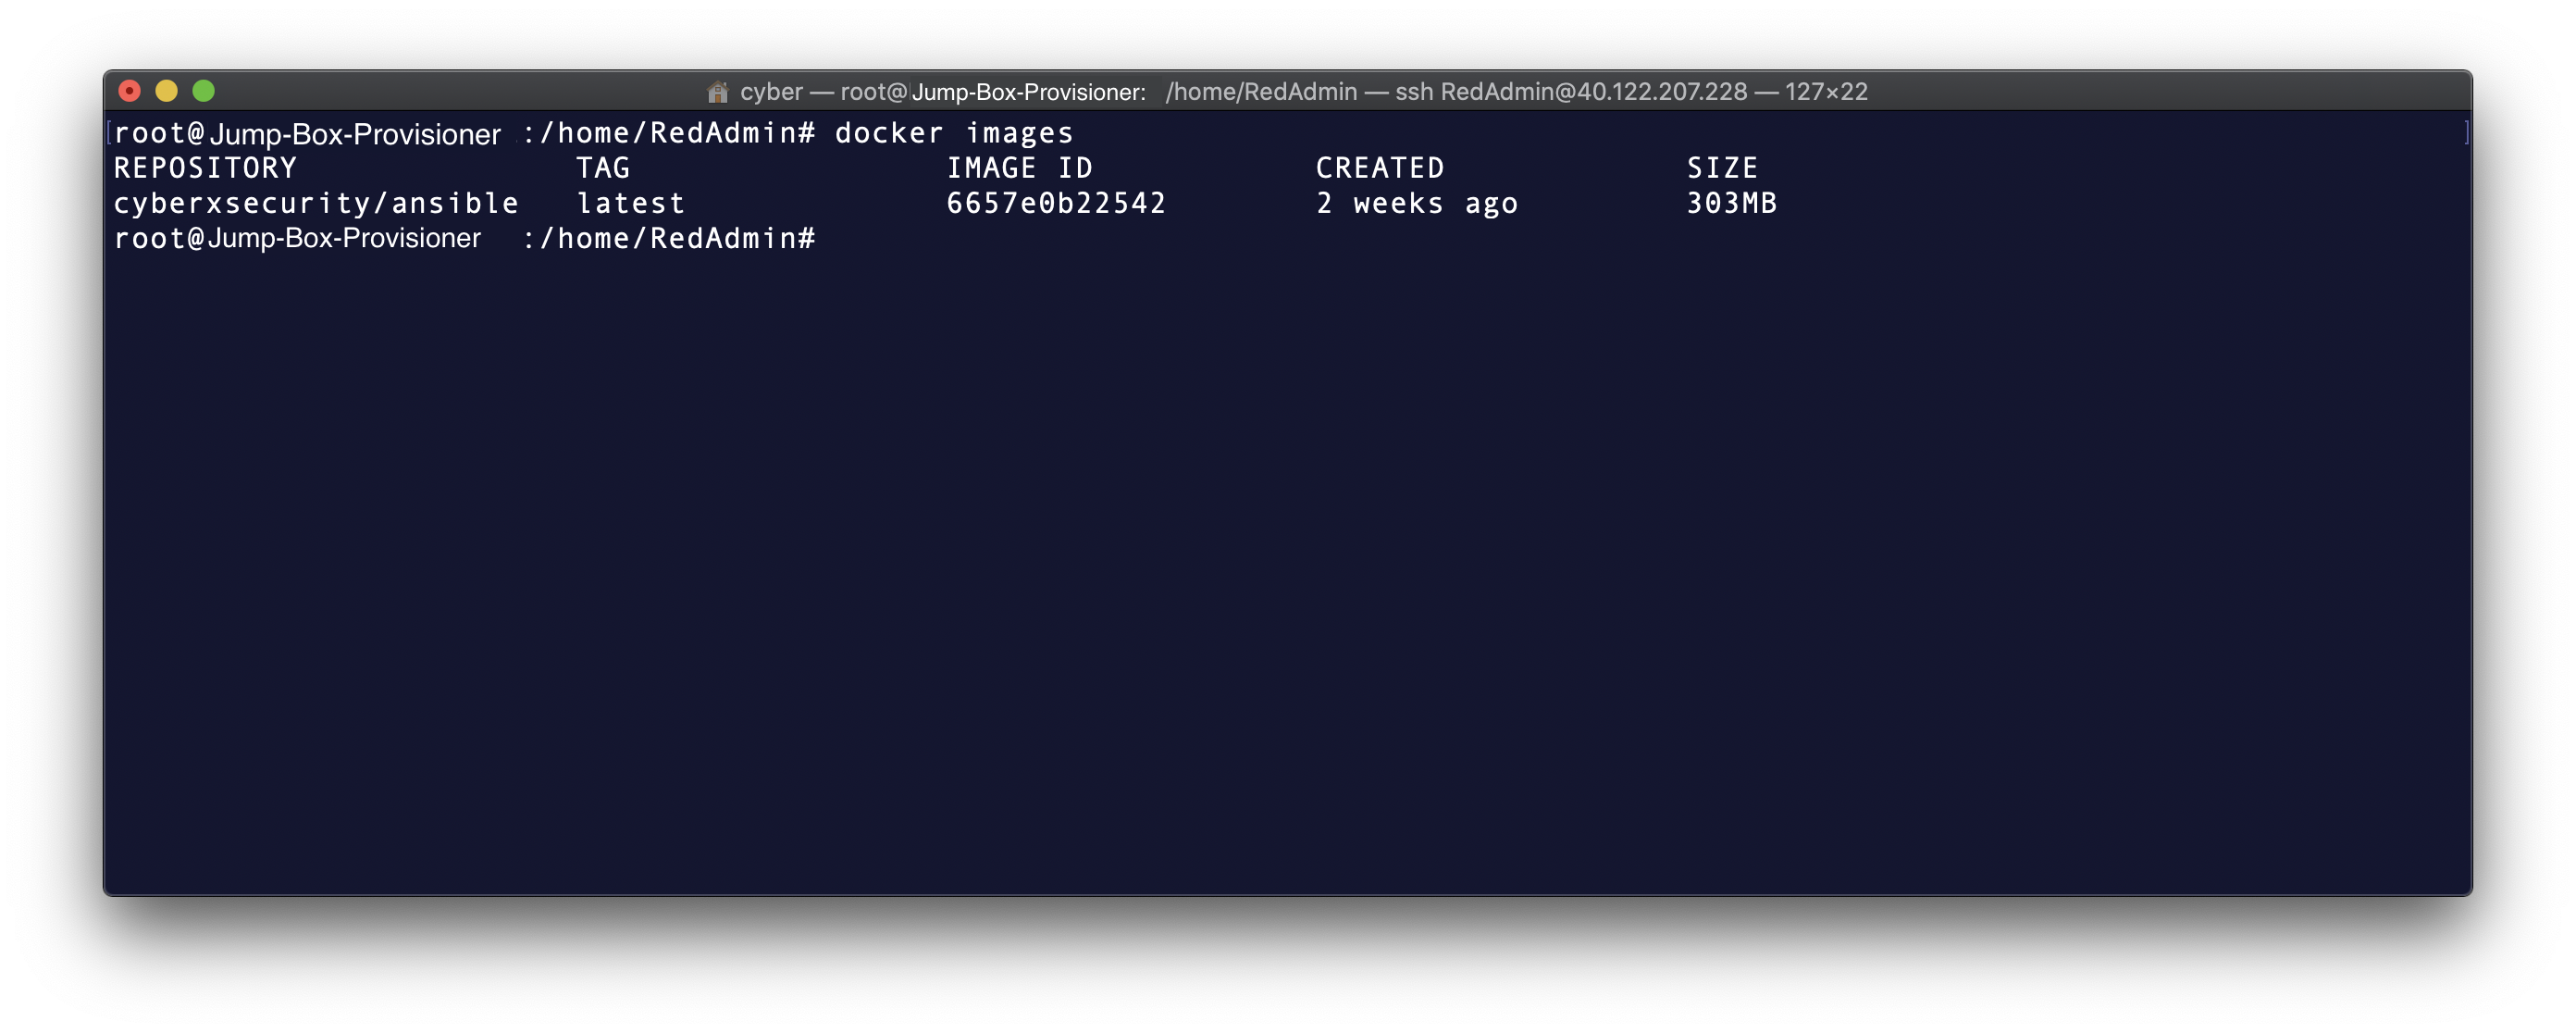 cyber — root@Jump-Box-Provisioner: /home/RedAdmin — ssh RedAdmin@40.122.207.228 — 127×22
[root@Jump-Box-Provisioner :/home/RedAdmin# docker images ]
REPOSITORY TAG IMAGE ID CREATED SIZE
cyberxsecurity/ansible latest 6657e0b22542 2 weeks ago 303MB
root@Jump-Box-Provisioner :/home/RedAdmin#